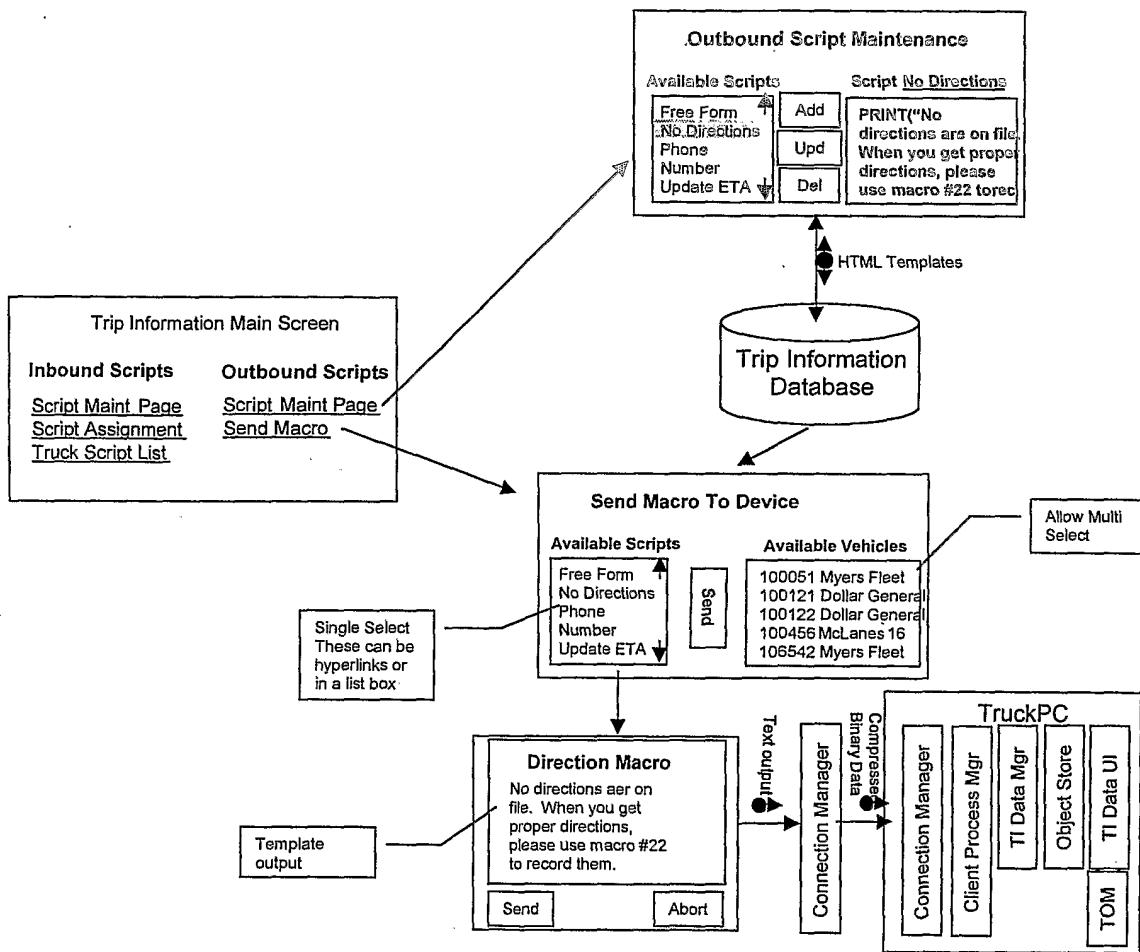 Outbound Script Maintenance
Available Scripts
Free Form
No Directions
Phone
Number
Update ETA
Add
Upd
Del
Script No Directions
PRINT("No
directions are on file.
When you get proper
directions, please
use macro #22 torec
HTML Templates
Trip Information
Database
Trip Information Main Screen
Inbound Scripts
Script Maint Page
Script Assignment
Truck Script List
Outbound Scripts
Script Maint Page
Send Macro
Send Macro To Device
Available Scripts
Free Form
No Directions
Phone
Number
Update ETA
Send
Available Vehicles
100051 Myers Fleet
100121 Dollar General
100122 Dollar General
100456 McLanes 16
106542 Myers Fleet
Allow Multi
Select
Single Select
These can be
hyperlinks or
in a list box
Direction Macro
No directions aer on
file. When you get
proper directions,
please use macro #22
to record them.
Send
Abort
Template
output
Text output
Connection Manager
Compressed
Binary Data
TruckPC
Connection Manager
Client Process Mgr
TI Data Mgr
Object Store
TI Data UI
TOM